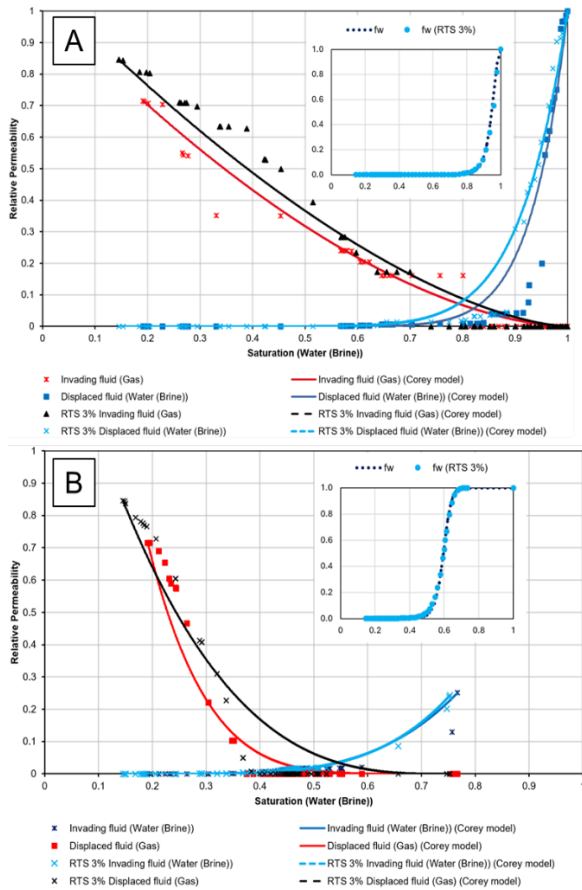 A
fw
fw (RTS 3%)
1.0
0.8
0.6
0.4
0.2
0.0
0
0.2
0.4
0.6
0.8
1
Relative Permeability
1
0.9
0.8
0.7
0.6
0.5
0.4
0.3
0.2
0.1
0
0
0.1
0.2
0.3
0.4
0.5
0.6
0.7
0.8
0.9
1
Saturation (Water (Brine))
Invading fluid (Gas)
Invading fluid (Gas) (Corey model)
Displaced fluid (Water (Brine))
Displaced fluid (Water (Brine)) (Corey model)
RTS 3% Invading fluid (Gas)
RTS 3% Invading fluid (Gas) (Corey model)
RTS 3% Displaced fluid (Water (Brine))
RTS 3% Displaced fluid (Water (Brine)) (Corey model)
B
fw
fw (RTS 3%)
1.0
0.8
0.6
0.4
0.2
0.0
0
0.2
0.4
0.6
0.8
1
Relative Permeability
1
0.9
0.8
0.7
0.6
0.5
0.4
0.3
0.2
0.1
0
0
0.1
0.2
0.3
0.4
0.5
0.6
0.7
0.8
0.9
1
Saturation (Water (Brine))
Invading fluid (Water (Brine))
Invading fluid (Water (Brine)) (Corey model)
Displaced fluid (Gas)
Displaced fluid (Gas) (Corey model)
RTS 3% Invading fluid (Water (Brine))
RTS 3% Invading fluid (Water (Brine)) (Corey model)
RTS 3% Displaced fluid (Gas)
RTS 3% Displaced fluid (Gas) (Corey model)